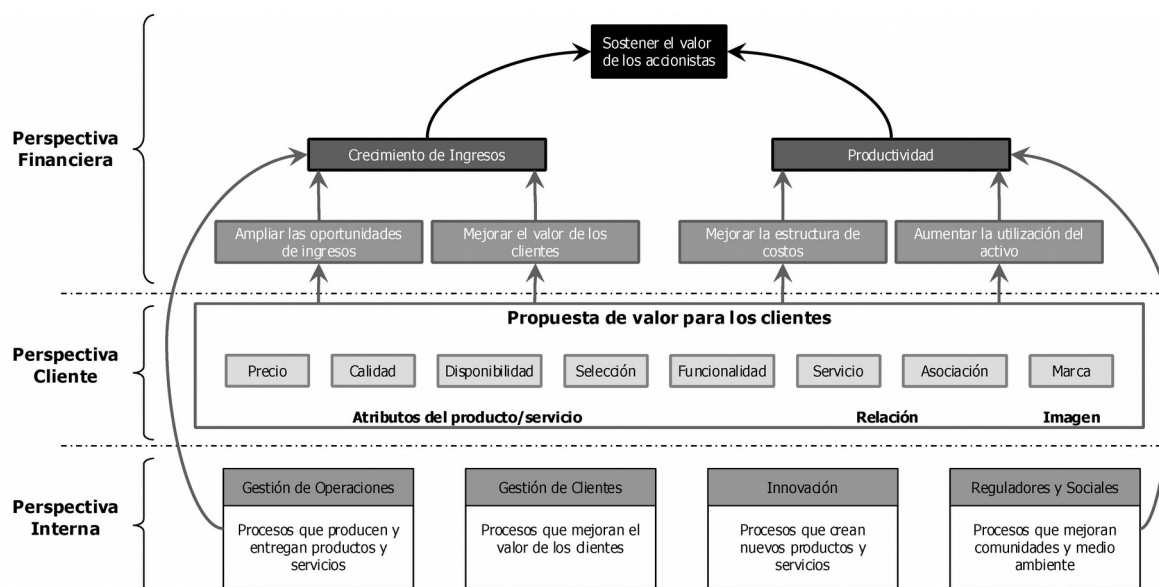 Sostener el valor
de los accionistas
Perspectiva
Financiera
Crecimiento de Ingresos
Productividad
Ampliar las oportunidades
de ingresos
Mejorar el valor de los
clientes
Mejorar la estructura de
costos
Aumentar la utilización del
activo
Perspectiva
Cliente
Propuesta de valor para los clientes
Precio
Calidad
Disponibilidad
Selección
Funcionalidad
Servicio
Asociación
Marca
Atributos del producto/servicio
Relación
Imagen
Perspectiva
Interna
Gestión de Operaciones
Procesos que producen y
entregan productos y
servicios
Gestión de Clientes
Procesos que mejoran el
valor de los clientes
Innovación
Procesos que crean
nuevos productos y
servicios
Reguladores y Sociales
Procesos que mejoran
comunidades y medio
ambiente